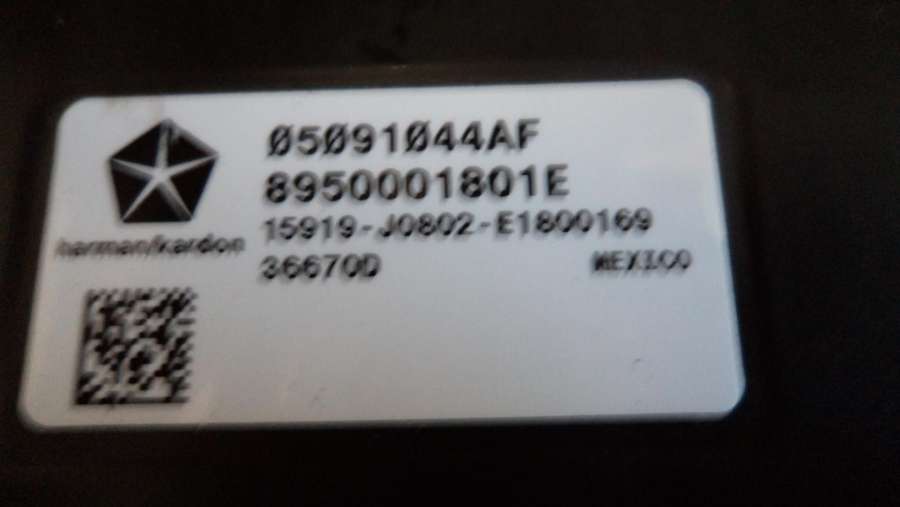 Ø5Ø91Ø44AF
8950001801E
harman/kardon
15919-J0802-E1800169
36670D
MEXICO